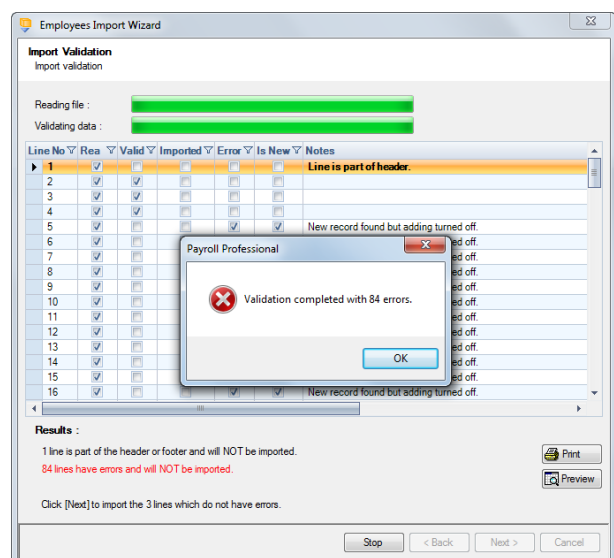 Employees Import Wizard
Import Validation
Import validation
Reading file :
Validating data :
Line No Rea Valid Imported Error Is New Notes
1 Line is part of header.
2
3
4
5 New record found but adding turned off.
6 ed off.
7 ed off.
8 ed off.
9 ed off.
10 ed off.
11 ed off.
12 ed off.
13 ed off.
14 ed off.
15 ed off.
16 New record found but adding turned off.
Payroll Professional
Validation completed with 84 errors.
OK
Results :
1 line is part of the header or footer and will NOT be imported.
84 lines have errors and will NOT be imported.
Click [Next] to import the 3 lines which do not have errors.
Print
Preview
Stop < Back Next > Cancel